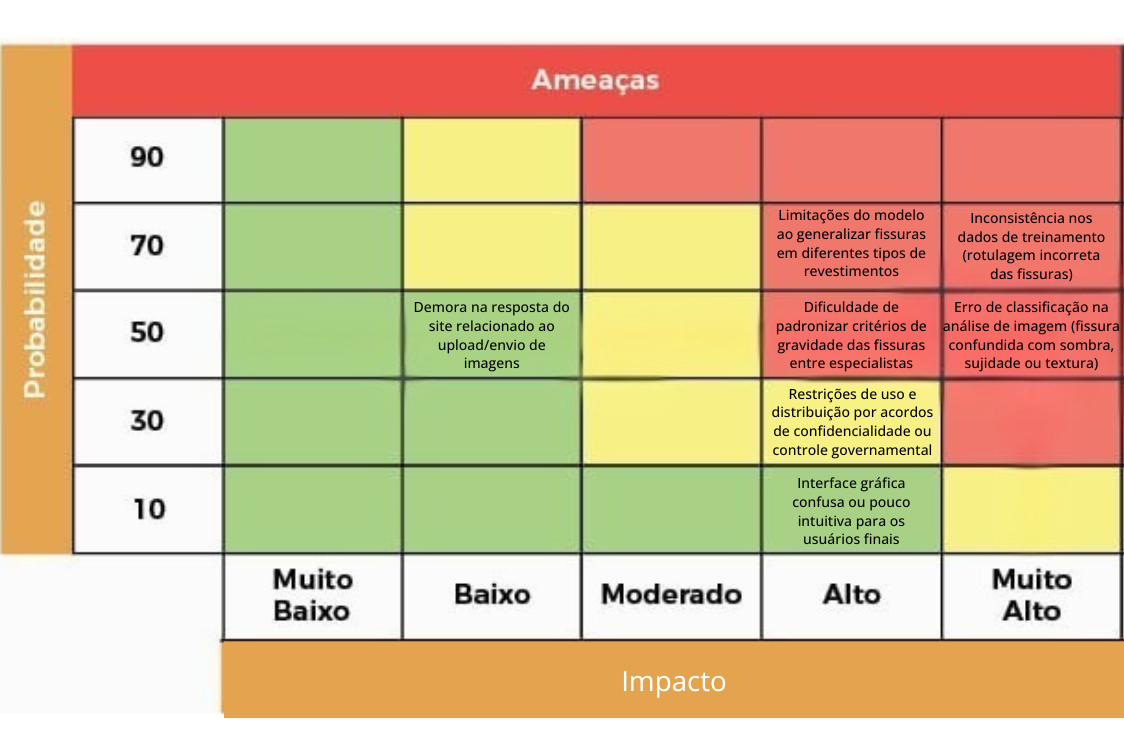 Ameaças
Probabilidade
90
70
Limitações do modelo
ao generalizar fissuras
em diferentes tipos de
revestimentos
Inconsistência nos
dados de treinamento
(rotulagem incorreta
das fissuras)
50
Demora na resposta do
site relacionado ao
upload/envio de
imagens
Dificuldade de
padronizar critérios de
gravidade das fissuras
entre especialistas
Erro de classificação na
análise de imagem (fissura
confundida com sombra,
sujidade ou textura)
30
Restrições de uso e
distribuição por acordos
de confidencialidade ou
controle governamental
10
Interface gráfica
confusa ou pouco
intuitiva para os
usuários finais
Muito
Baixo
Baixo
Moderado
Alto
Muito
Alto
Impacto